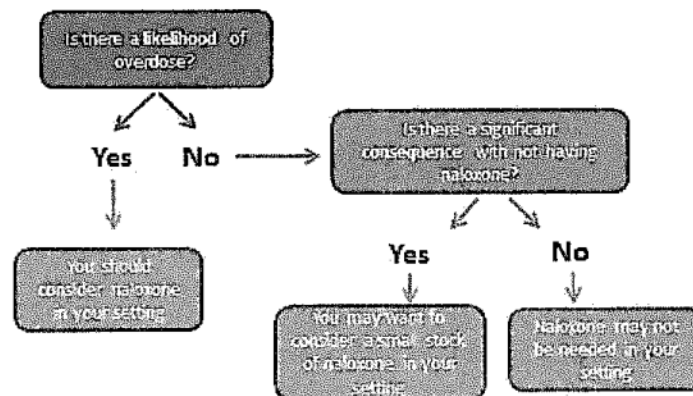 Is there a likelihood of
overdose?
Yes No
Is there a significant
consequence with not having
naloxone?
You should
consider naloxone
in your setting
Yes
No
You may want to
consider a small stock
of naloxone in your
setting
Naloxone may not
be needed in your
setting